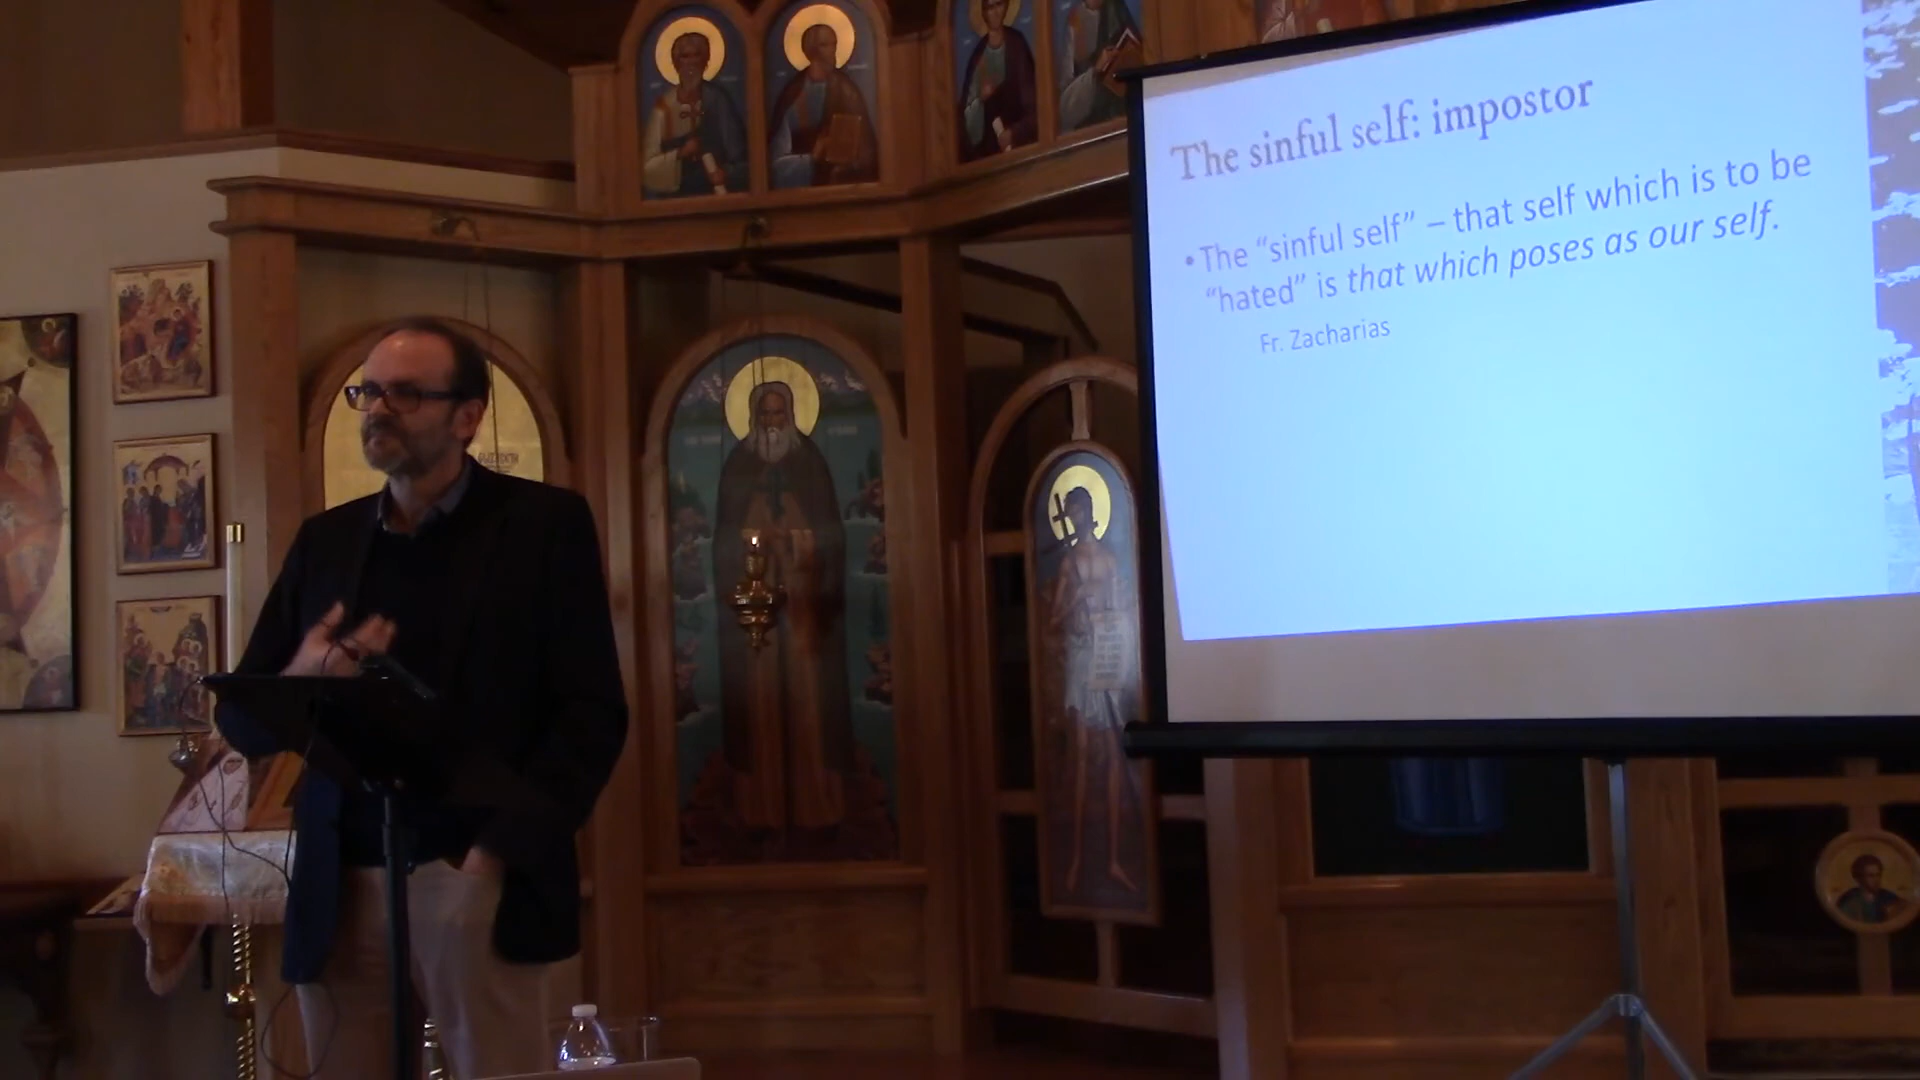 The sinful self: impostor
• The “sinful self” – that self which is to be
“hated” is that which poses as our self.
Fr. Zacharias